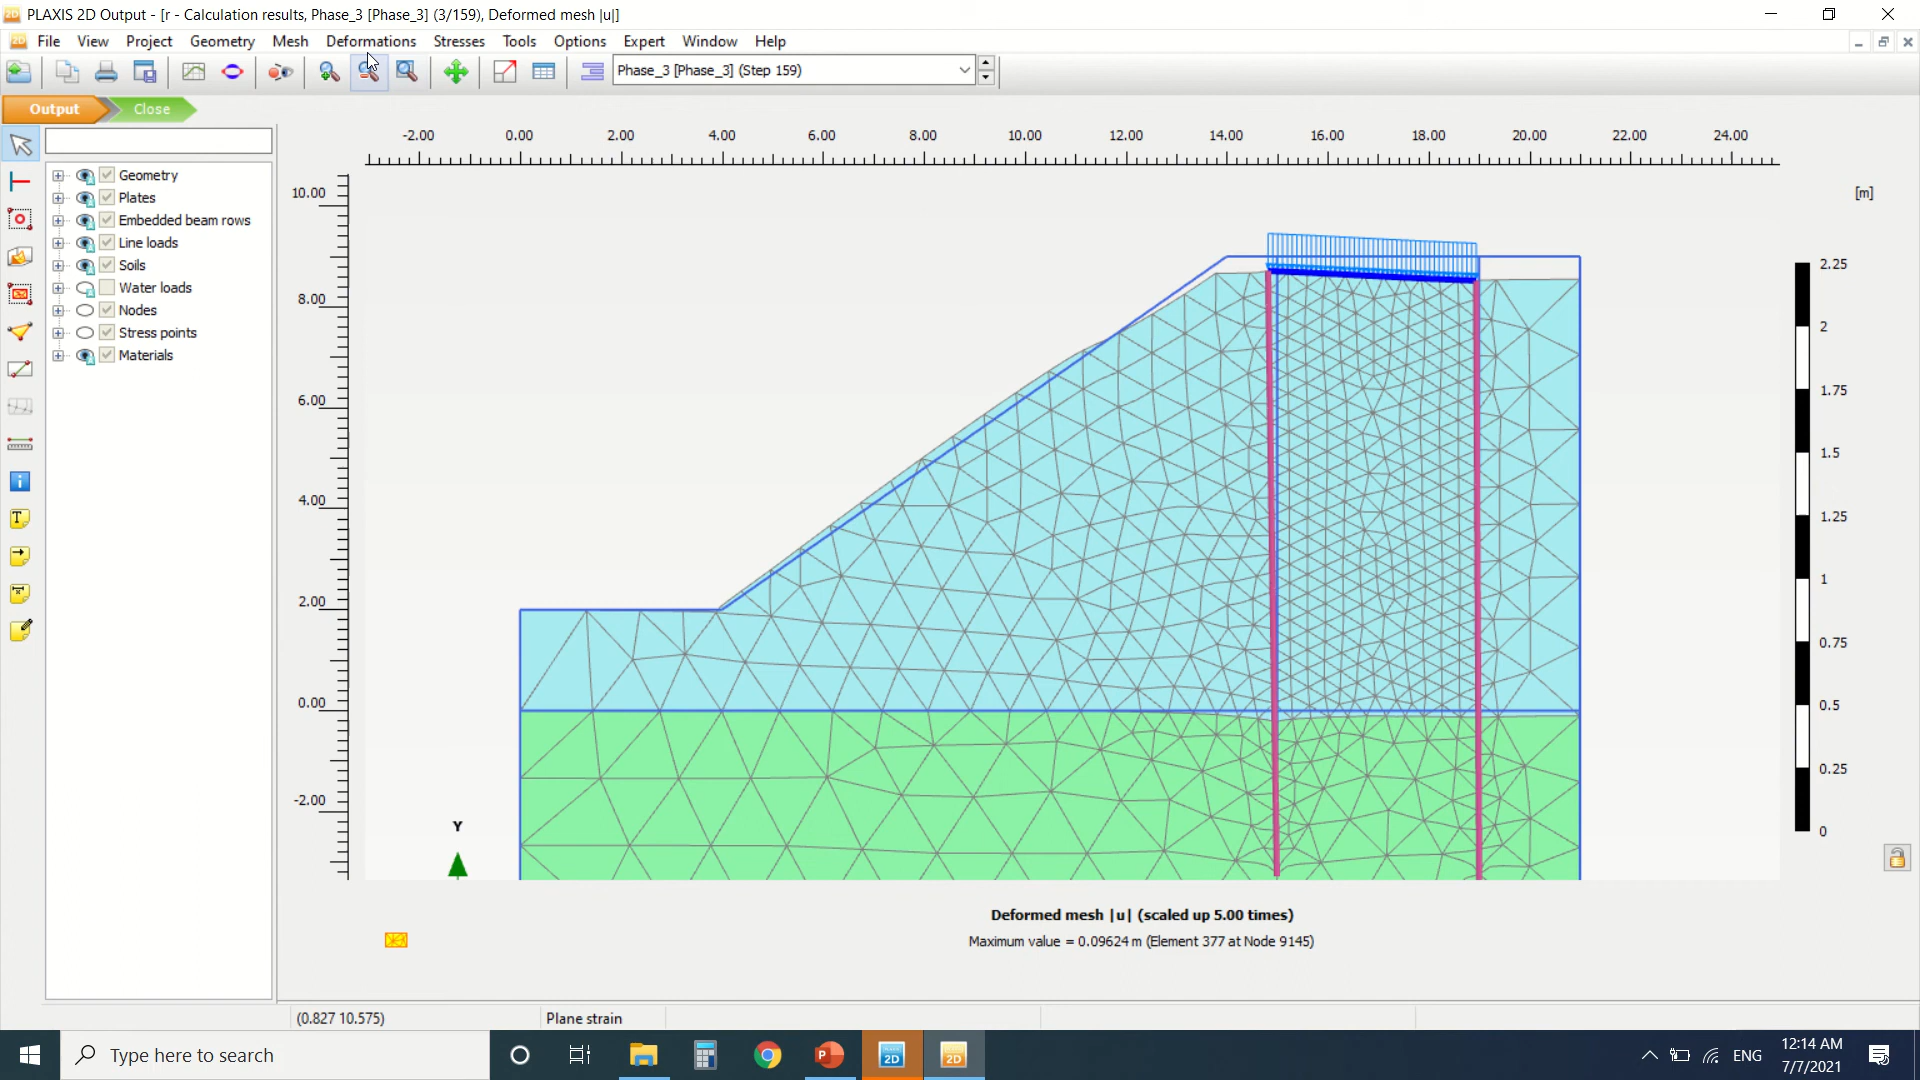 PLAXIS 2D Output - [r - Calculation results, Phase_3 [Phase_3] (3/159), Deformed mesh |u|]
File View Project Geometry Mesh Deformations Stresses Tools Options Expert Window Help
Phase_3 [Phase_3] (Step 159)
Output Close
-2.00 0.00 2.00 4.00 6.00 8.00 10.00 12.00 14.00 16.00 18.00 20.00 22.00 24.00
Geometry
Plates
Embedded beam rows
Line loads
Soils
Water loads
Nodes
Stress points
Materials
10.00
8.00
6.00
4.00
2.00
0.00
-2.00
Y
[m]
2.25
2
1.75
1.5
1.25
1
0.75
0.5
0.25
0
Deformed mesh |u| (scaled up 5.00 times)
Maximum value = 0.09624 m (Element 377 at Node 9145)
(0.827 10.575) Plane strain
Type here to search
P
2D
2D
ENG
12:14 AM
7/7/2021